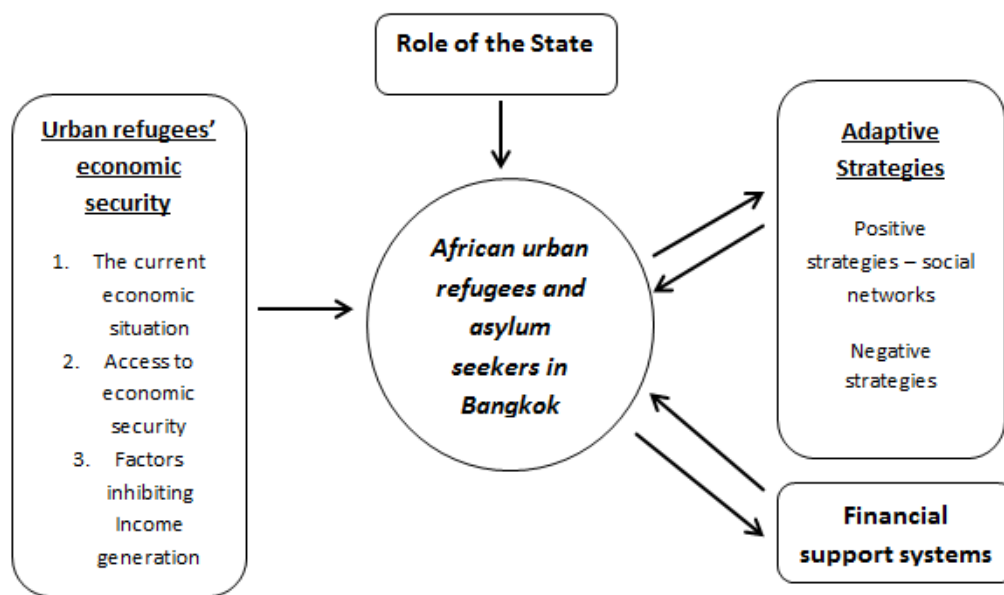 Role of the State
Urban refugees’
economic
security
1. The current
economic
situation
2. Access to
economic
security
3. Factors
inhibiting
Income
generation
African urban
refugees and
asylum
seekers in
Bangkok
Adaptive
Strategies
Positive
strategies – social
networks
Negative
strategies
Financial
support systems